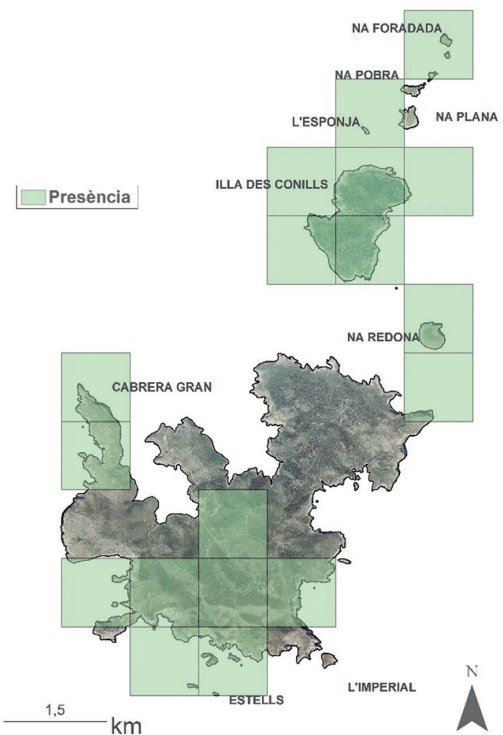 NA FORADADA
NA POBRA
NA PLANA
L'ESPONJA
ILLA DES CONILLS
Presència
NA REDONA
CABRERA GRAN
L'IMPERIAL
ESTELLS
N
1,5
km